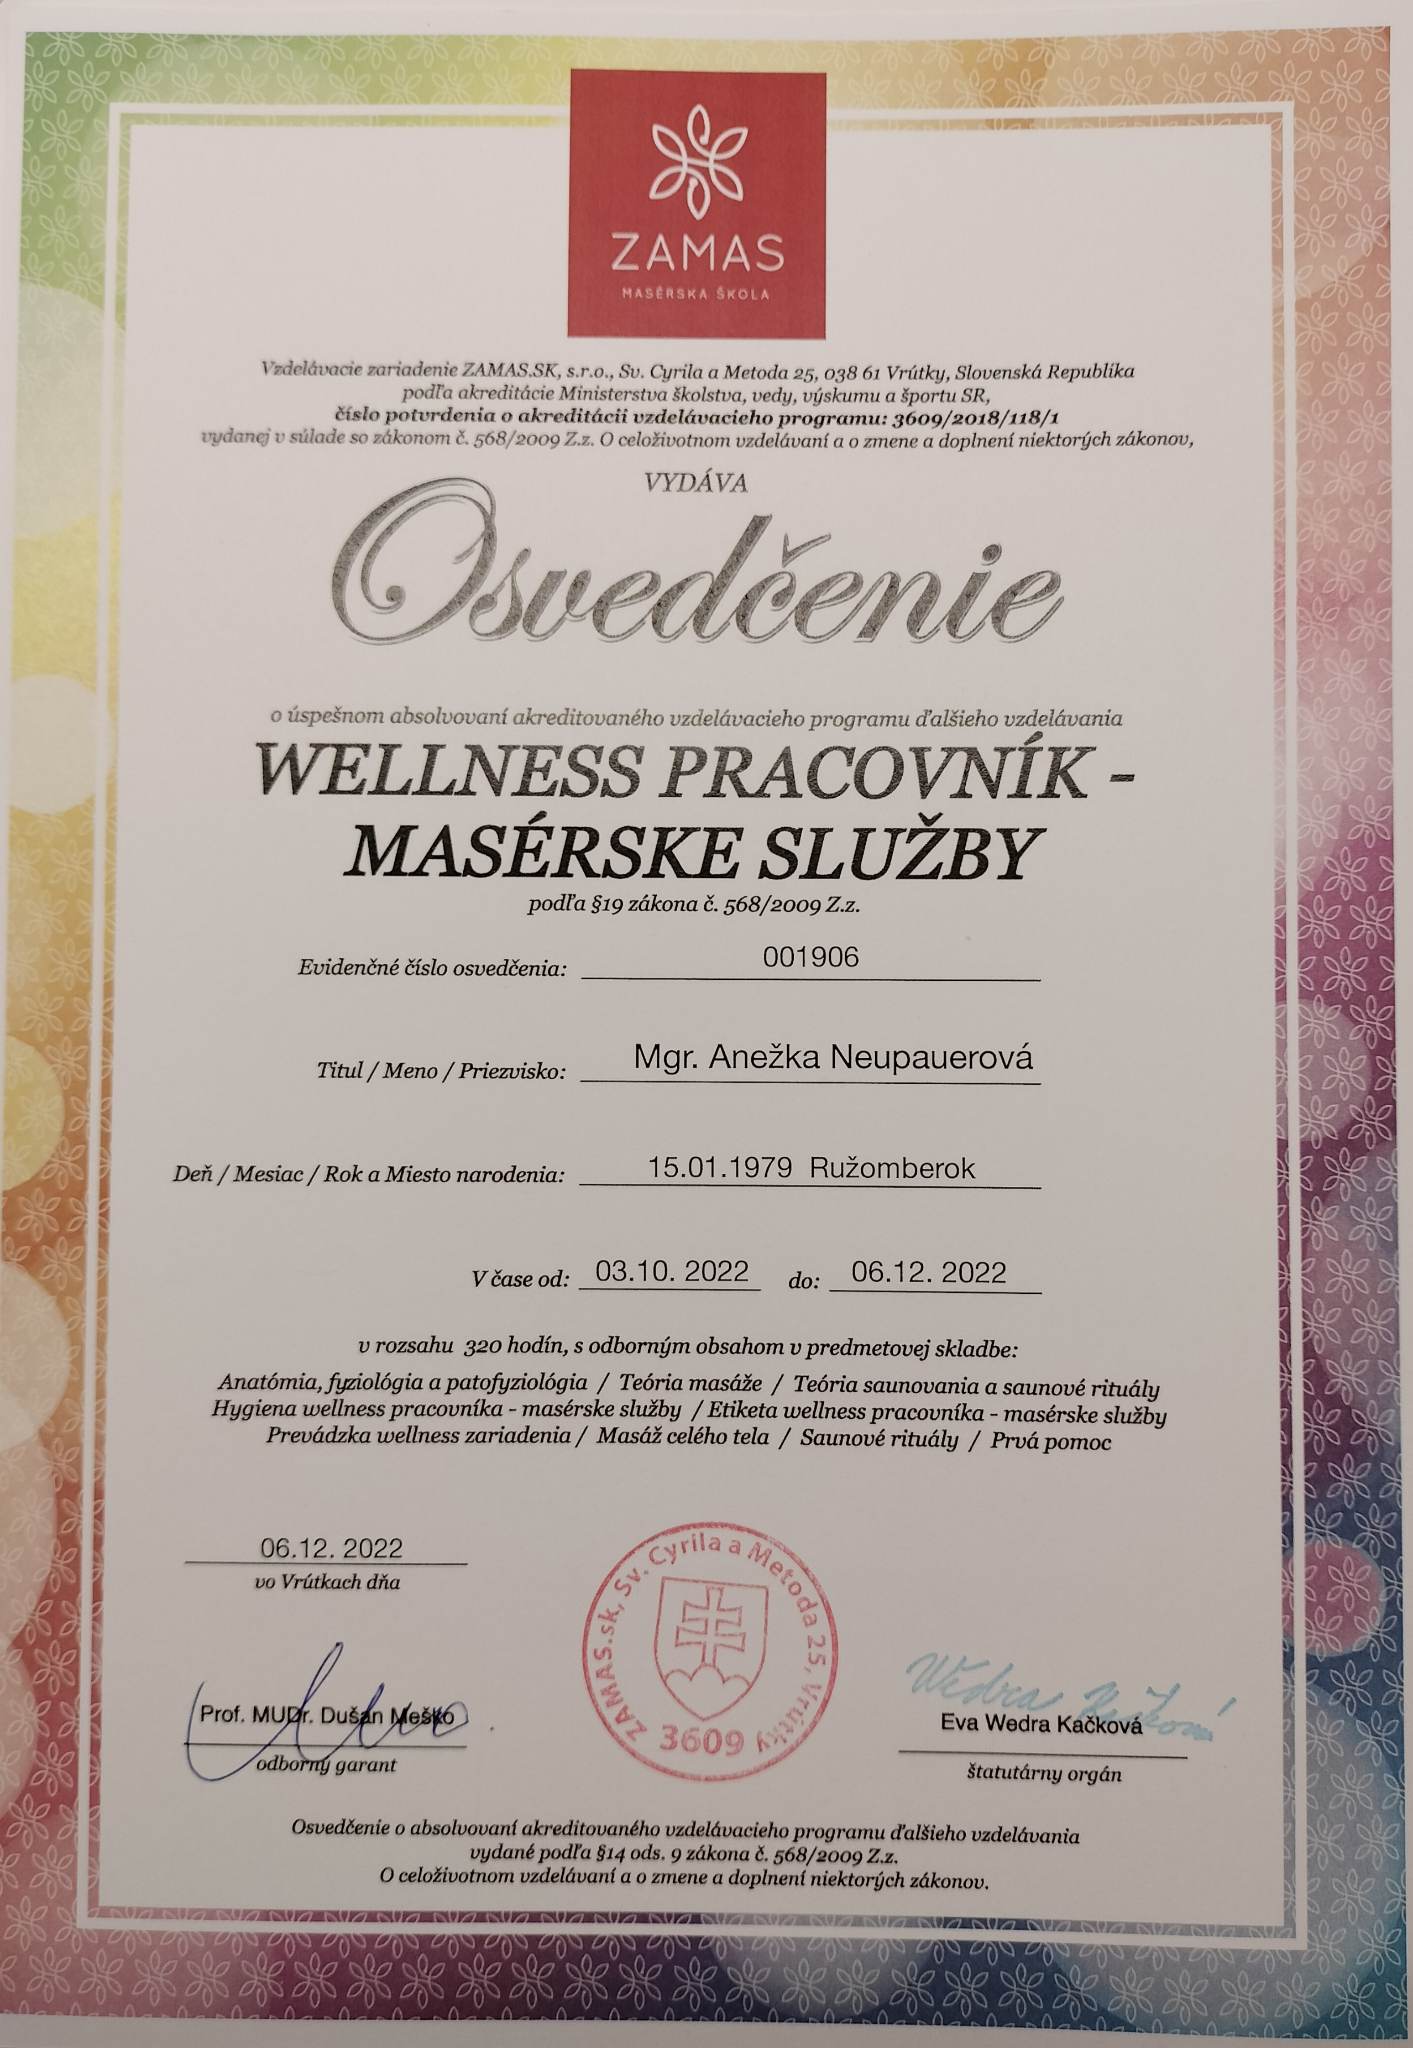 ZAMAS
MASÉRSKA ŠKOLA
Vzdelávacie zariadenie ZAMAS.SK, s.r.o., Sv. Cyrila a Metoda 25, 038 61 Vrútky, Slovenská Republika
podľa akreditácie Ministerstva školstva, vedy, výskumu a športu SR,
číslo potvrdenia o akreditácii vzdelávacieho programu: 3609/2018/118/1
vydanej v súlade so zákonom č. 568/2009 Z.z. O celoživotnom vzdelávaní a o zmene a doplnení niektorých zákonov,
VYDÁVA
Osvedčenie
o úspešnom absolvovaní akreditovaného vzdelávacieho programu ďalšieho vzdelávania
WELLNESS PRACOVNÍK -
MASÉRSKE SLUŽBY
podľa §19 zákona č. 568/2009 Z.z.
Evidenčné číslo osvedčenia: 001906
Titul / Meno / Priezvisko: Mgr. Anežka Neupauerová
Deň / Mesiac / Rok a Miesto narodenia: 15.01.1979 Ružomberok
V čase od: 03.10. 2022 do: 06.12. 2022
v rozsahu 320 hodín, s odborným obsahom v predmetovej skladbe:
Anatómia, fyziológia a patofyziológia / Teória masáže / Teória saunovania a saunové rituály
Hygiena wellness pracovníka - masérske služby / Etiketa wellness pracovníka - masérske služby
Prevádzka wellness zariadenia / Masáž celého tela / Saunové rituály / Prvá pomoc
06.12. 2022
vo Vrútkach dňa
ZAMAS.sk, Sv. Cyrila a Metoda 25, Vrútky
3609
Prof. MUDr. Dušan Meško
odborný garant
Wedra Kačková
Eva Wedra Kačková
štatutárny orgán
Osvedčenie o absolvovaní akreditovaného vzdelávacieho programu ďalšieho vzdelávania
vydané podľa §14 ods. 9 zákona č. 568/2009 Z.z.
O celoživotnom vzdelávaní a o zmene a doplnení niektorých zákonov.